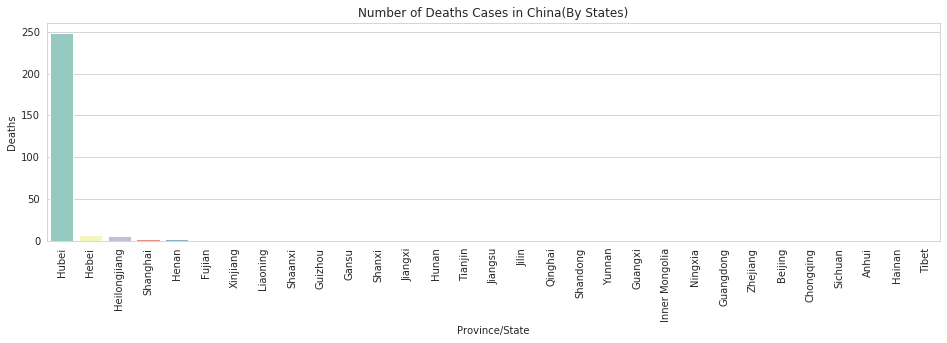 Number of Deaths Cases in China(By States)
Deaths
250
200
150
100
50
0
Hubei
Hebei
Heilongjiang
Shanghai
Henan
Fujian
Xinjiang
Liaoning
Shaanxi
Guizhou
Gansu
Shanxi
Jiangxi
Hunan
Tianjin
Jiangsu
Jilin
Qinghai
Shandong
Yunnan
Guangxi
Inner Mongolia
Ningxia
Guangdong
Zhejiang
Beijing
Chongqing
Sichuan
Anhui
Hainan
Tibet
Province/State